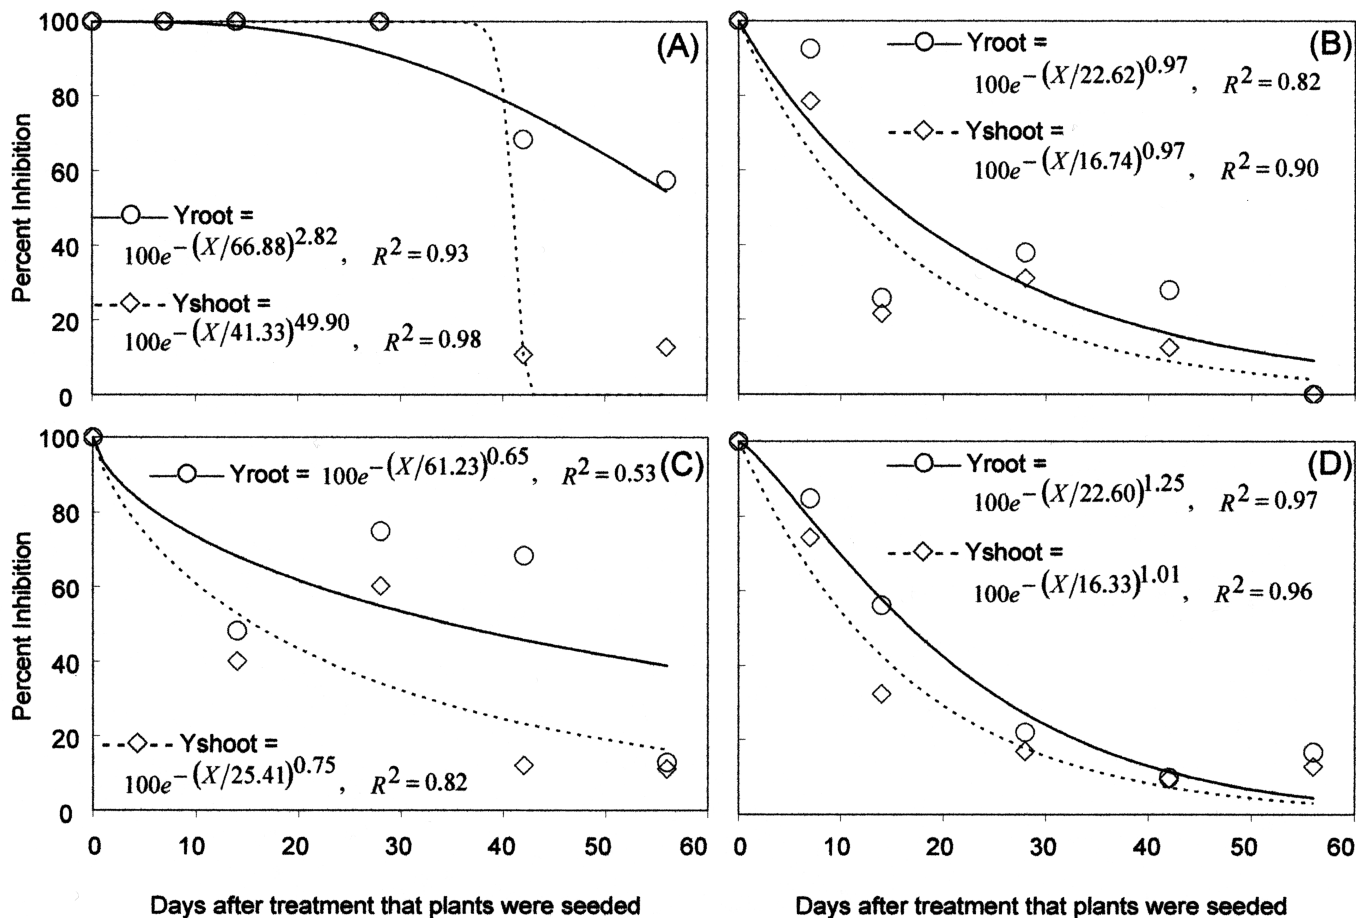 100
80
60
40
20
0
Percent Inhibition
(A)
Yroot =
100e−(X/66.88)^2.82, R^2=0.93
Yshoot=
100e−(X/41.33)^49.90, R^2=0.98
(B)
Yroot =
100e−(X/22.62)^0.97, R^2=0.82
Yshoot =
100e−(X/16.74)^0.97, R^2=0.90
100
80
60
40
20
0
Percent Inhibition
(C)
Yroot = 100e−(X/61.23)^0.65, R^2=0.53
Yshoot =
100e−(X/25.41)^0.75, R^2=0.82
0 10 20 30 40 50 60
Days after treatment that plants were seeded
(D)
Yroot =
100e−(X/22.60)^1.25, R^2=0.97
Yshoot=
100e−(X/16.33)^1.01, R^2=0.96
0 10 20 30 40 50 60
Days after treatment that plants were seeded